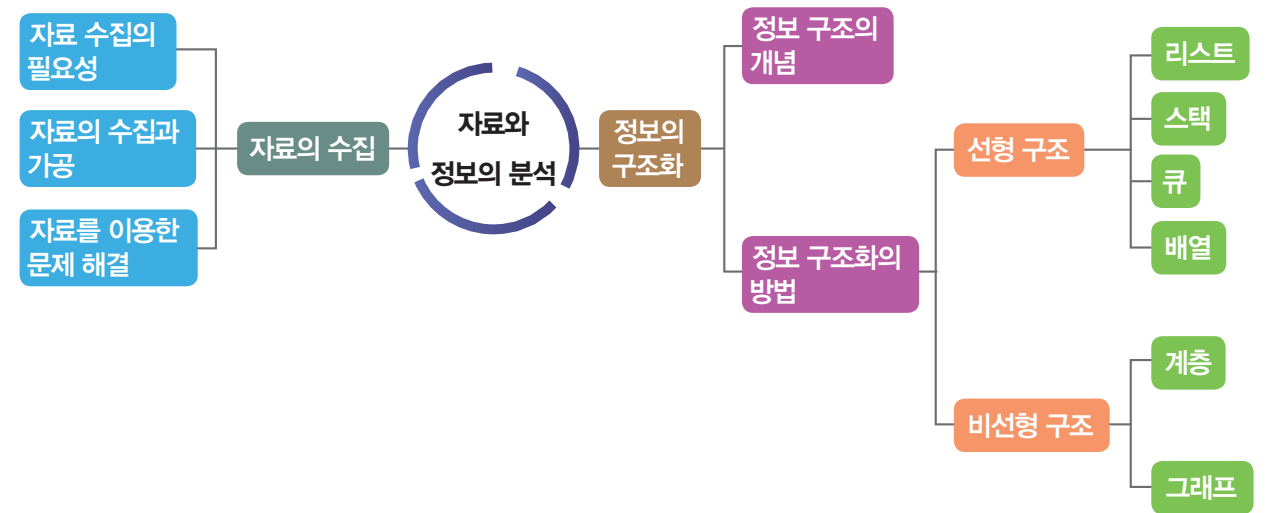 자료 수집의
필요성
자료의 수집과
가공
자료를 이용한
문제 해결
자료의 수집
자료와
정보의 분석
정보의
구조화
정보 구조의
개념
정보 구조화의
방법
선형 구조
리스트
스택
큐
배열
비선형 구조
계층
그래프